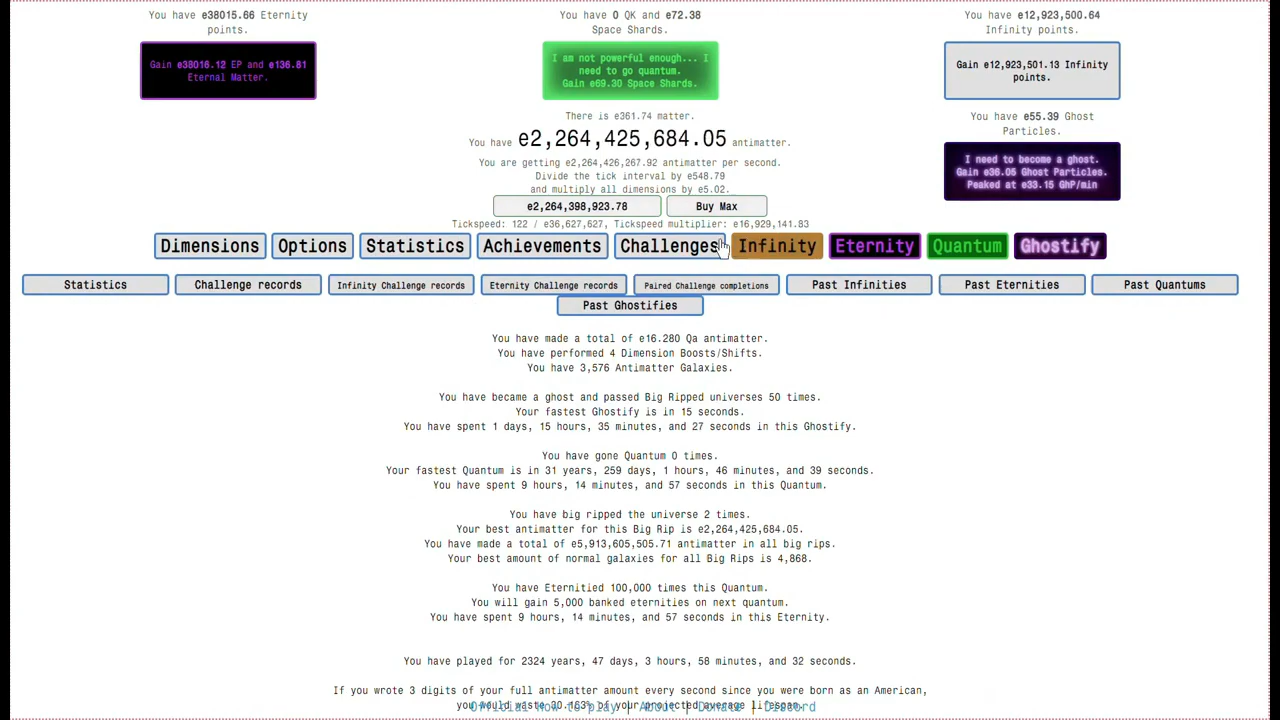 You have e38015.66 Eternity
points.
Gain e38016.12 EP and e136.81
Eternal Matter.
You have 0 QK and e72.38
Space Shards.
I am not powerful enough... I
need to go quantum.
Gain e69.30 Space Shards.
You have e12,923,500.64
Infinity points.
Gain e12,923,501.13 Infinity
points.
There is e361.74 matter.
You have e2,264,425,684.05 antimatter.
You are getting e2,264,426,267.92 antimatter per second.
Divide the tick interval by e548.79
and multiply all dimensions by e5.02.
You have e55.39 Ghost
Particles.
I need to become a ghost.
Gain e36.05 Ghost Particles.
Peaked at e33.15 GhP/min
e2,264,398,923.78
Buy Max
Tickspeed: 122 / e36,627,627, Tickspeed multiplier: e16,929,141.83
Dimensions Options Statistics Achievements Challenges Infinity Eternity Quantum Ghostify
Statistics Challenge records Infinity Challenge records Eternity Challenge records Paired Challenge completions Past Infinities Past Eternities Past Quantums
Past Ghostifies
You have made a total of e16.280 Qa antimatter.
You have performed 4 Dimension Boosts/Shifts.
You have 3,576 Antimatter Galaxies.
You have became a ghost and passed Big Ripped universes 50 times.
Your fastest Ghostify is in 15 seconds.
You have spent 1 days, 15 hours, 35 minutes, and 27 seconds in this Ghostify.
You have gone Quantum 0 times.
Your fastest Quantum is in 31 years, 259 days, 1 hours, 46 minutes, and 39 seconds.
You have spent 9 hours, 14 minutes, and 57 seconds in this Quantum.
You have big ripped the universe 2 times.
Your best antimatter for this Big Rip is e2,264,425,684.05.
You have made a total of e5,913,605,505.71 antimatter in all big rips.
Your best amount of normal galaxies for all Big Rips is 4,868.
You have Eternitied 100,000 times this Quantum.
You will gain 5,000 banked eternities on next quantum.
You have spent 9 hours, 14 minutes, and 57 seconds in this Eternity.
You have played for 2324 years, 47 days, 3 hours, 58 minutes, and 32 seconds.
If you wrote 3 digits of your full antimatter amount every second since you were born as an American,
you would waste of your projected average lifespan.
Official how to play | About | Donate | Discord